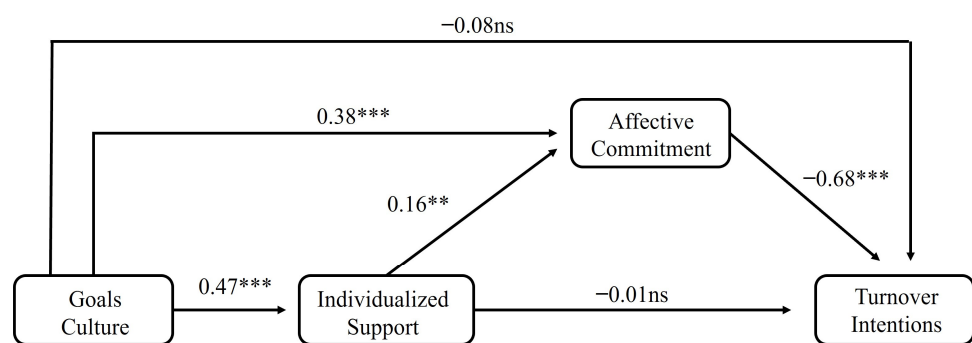 −0.08ns
0.38***
Affective
Commitment
−0.68***
0.16**
0.47***
−0.01ns
Goals
Culture
Individualized
Support
Turnover
Intentions